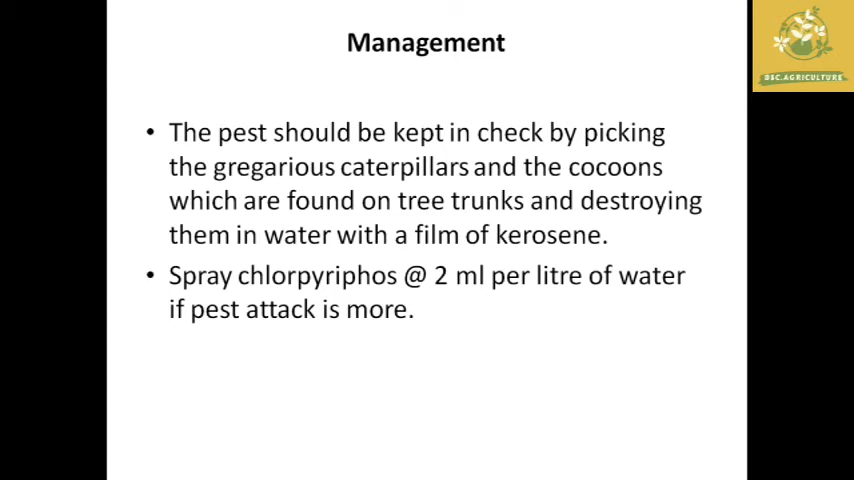 Management
BSC.AGRICULTURE
• The pest should be kept in check by picking
the gregarious caterpillars and the cocoons
which are found on tree trunks and destroying
them in water with a film of kerosene.
• Spray chlorpyriphos @ 2 ml per litre of water
if pest attack is more.